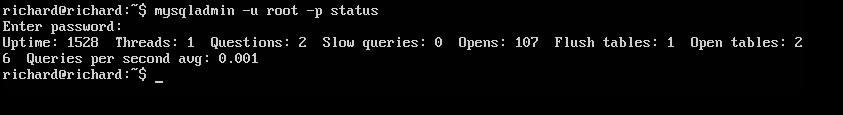 richard@richard:~$ mysqladmin -u root -p status
Enter password:
Uptime: 1528  Threads: 1  Questions: 2  Slow queries: 0  Opens: 107  Flush tables: 1  Open tables: 2
6  Queries per second avg: 0.001
richard@richard:~$ _